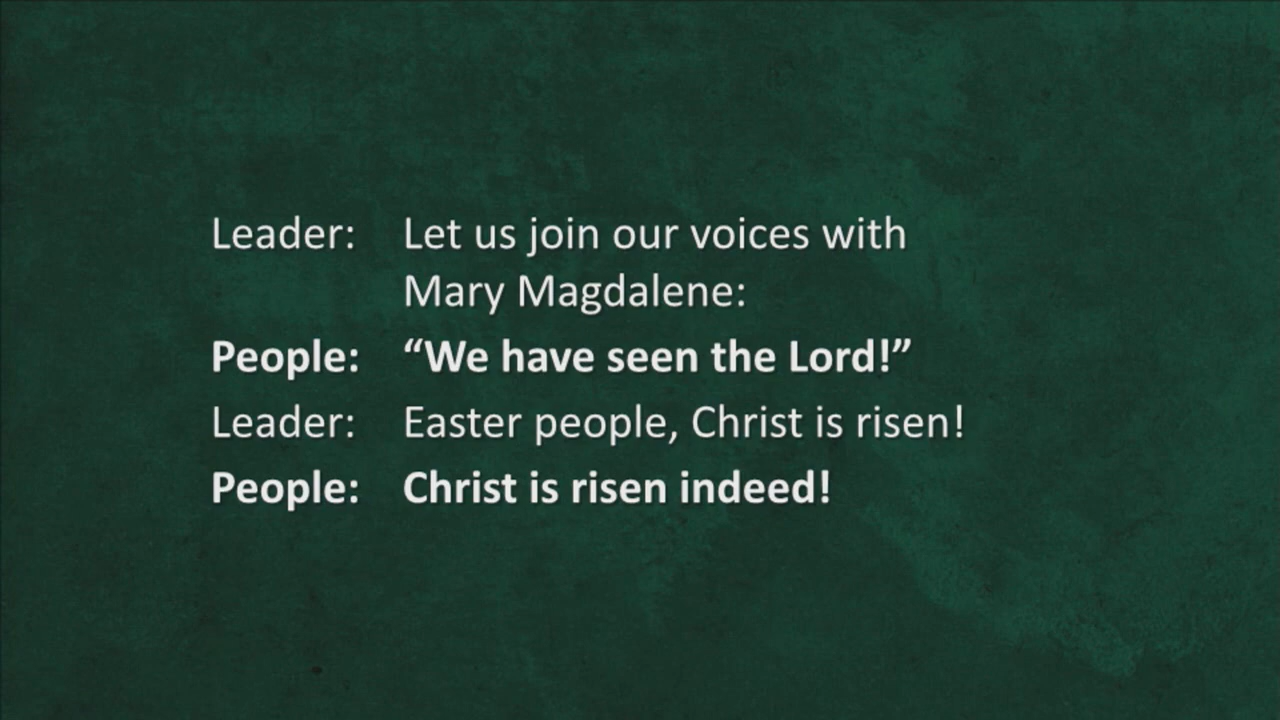 Leader: Let us join our voices with
Mary Magdalene:
People: “We have seen the Lord!”
Leader: Easter people, Christ is risen!
People: Christ is risen indeed!